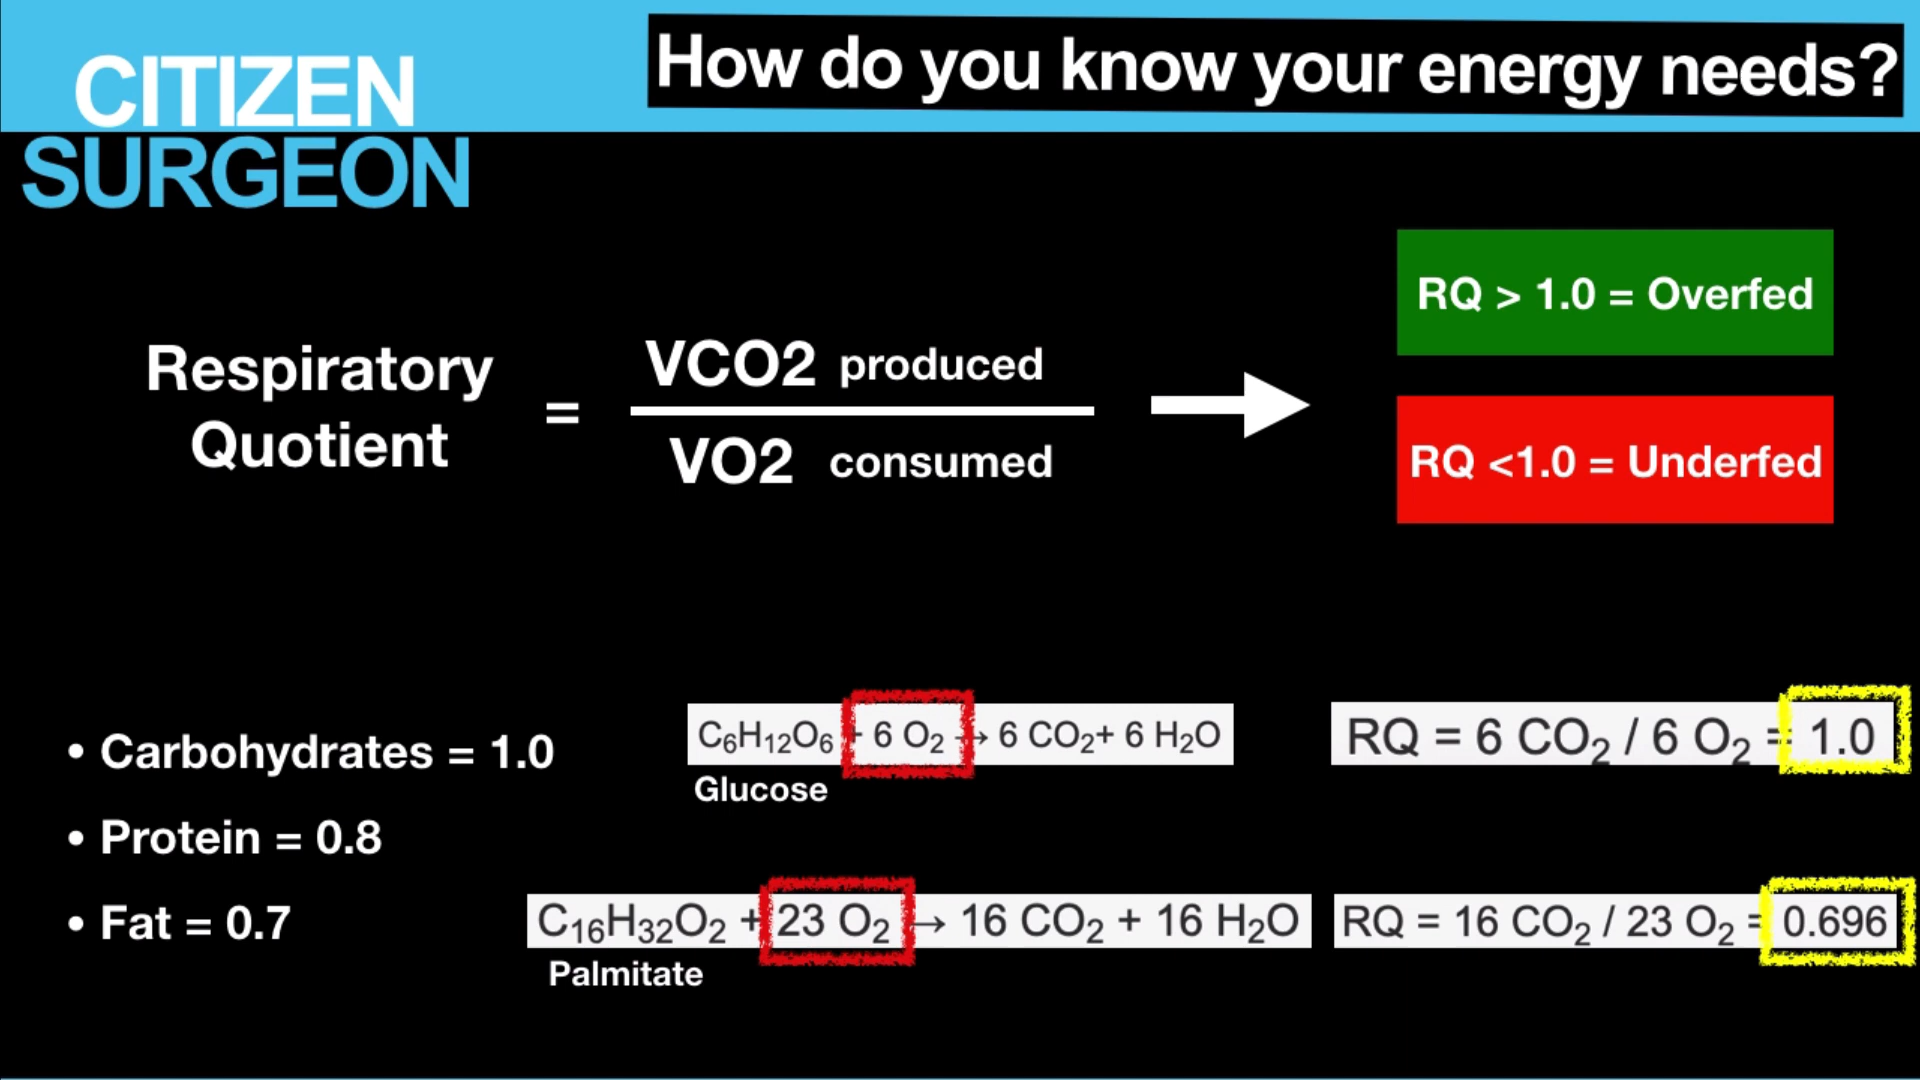 CITIZEN
SURGEON
How do you know your energy needs?
Respiratory
Quotient
=
VCO2 produced
VO2 consumed
RQ > 1.0 = Overfed
RQ <1.0 = Underfed
• Carbohydrates = 1.0
• Protein = 0.8
• Fat = 0.7
C₆H₁₂O₆ + 6 O₂ → 6 CO₂+ 6 H₂O
Glucose
RQ = 6 CO₂ / 6 O₂ = 1.0
C₁₆H₃₂O₂ + 23 O₂ → 16 CO₂ + 16 H₂O
Palmitate
RQ = 16 CO₂ / 23 O₂ = 0.696